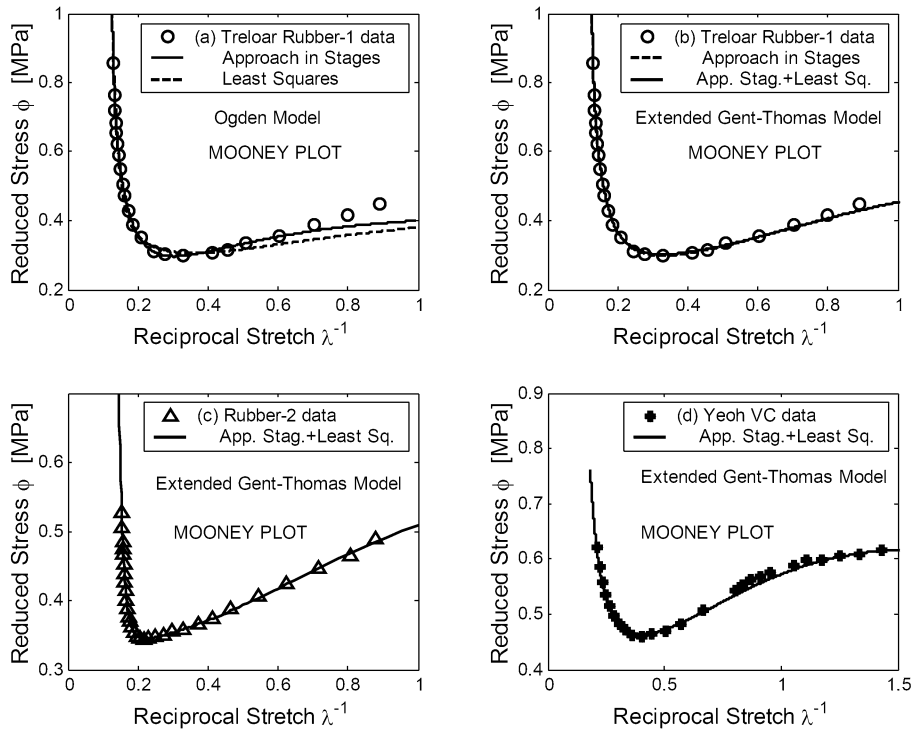 (a) Treloar Rubber-1 data
Approach in Stages
Least Squares
Ogden Model
MOONEY PLOT
Reduced Stress ϕ [MPa]
1
0.8
0.6
0.4
0.2
0 0.2 0.4 0.6 0.8 1
Reciprocal Stretch λ⁻¹
(b) Treloar Rubber-1 data
Approach in Stages
App. Stag.+Least Sq.
Extended Gent-Thomas Model
MOONEY PLOT
Reduced Stress ϕ [MPa]
1
0.8
0.6
0.4
0.2
0 0.2 0.4 0.6 0.8 1
Reciprocal Stretch λ⁻¹
(c) Rubber-2 data
App. Stag.+Least Sq.
Extended Gent-Thomas Model
MOONEY PLOT
Reduced Stress ϕ [MPa]
0.6
0.5
0.4
0.3
0 0.2 0.4 0.6 0.8 1
Reciprocal Stretch λ⁻¹
(d) Yeoh VC data
App. Stag.+Least Sq.
Extended Gent-Thomas Model
MOONEY PLOT
Reduced Stress ϕ [MPa]
0.9
0.8
0.7
0.6
0.5
0.4
0 0.5 1 1.5
Reciprocal Stretch λ⁻¹